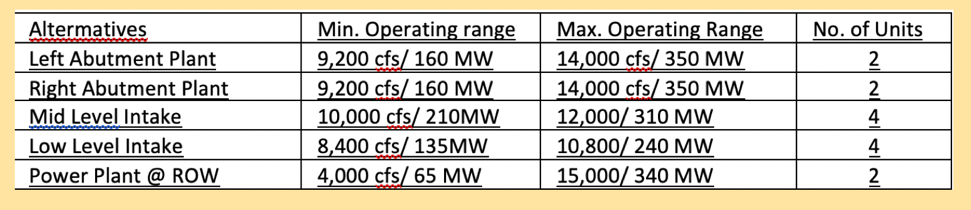 Altermatives Min. Operating range Max. Operating Range No. of Units
Left Abutment Plant 9,200 cfs/ 160 MW 14,000 cfs/ 350 MW 2
Right Abutment Plant 9,200 cfs/ 160 MW 14,000 cfs/ 350 MW 2
Mid Level Intake 10,000 cfs/ 210MW 12,000/ 310 MW 4
Low Level Intake 8,400 cfs/ 135MW 10,800/ 240 MW 4
Power Plant @ ROW 4,000 cfs/ 65 MW 15,000/ 340 MW 2